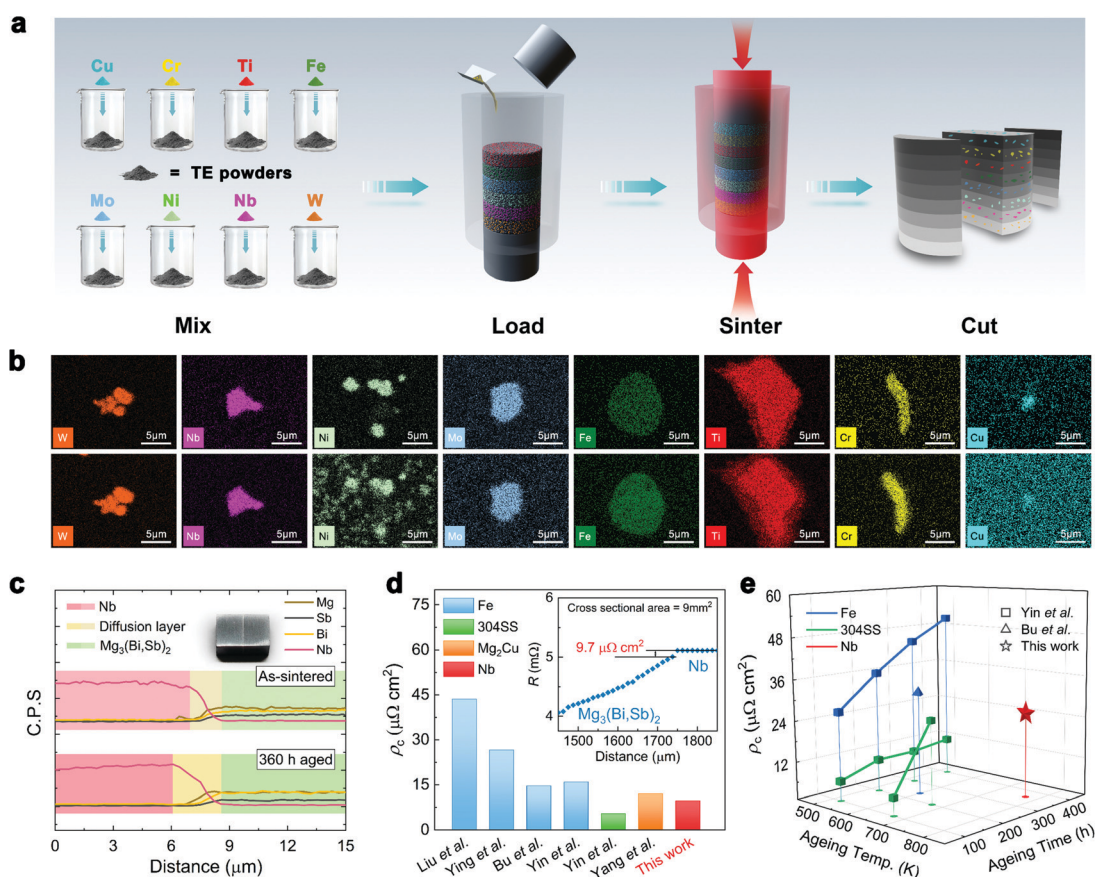 a
Cu Cr Ti Fe
= TE powders
Mo Ni Nb W
Mix Load Sinter Cut
b
W 5μm Nb 5μm Ni 5μm Mo 5μm Fe 5μm Ti 5μm Cr 5μm Cu 5μm
W 5μm Nb 5μm Ni 5μm Mo 5μm Fe 5μm Ti 5μm Cr 5μm Cu 5μm
c
Nb
Diffusion layer
Mg₃(Bi,Sb)₂
Mg
Sb
Bi
Nb
As-sintered
360 h aged
C.P.S
0 3 6 9 12 15
Distance (μm)
d
Fe
304SS
Mg₂Cu
Nb
ρc (μΩ cm²)
75
60
45
30
15
0
Liu et al. Ying et al. Bu et al. Yin et al. Yin et al. Yang et al. This work
Cross sectional area = 9mm²
9.7 μΩ cm²
Nb
Mg₃(Bi,Sb)₂
R (mΩ)
6
5
4
1500 1600 1700 1800
Distance (μm)
e
Fe
304SS
Nb
Yin et al.
Bu et al.
This work
ρc (μΩ cm²)
60
48
36
24
12
0
500 600 700 800
Ageing Temp. (K)
100 200 300 400
Ageing Time (h)